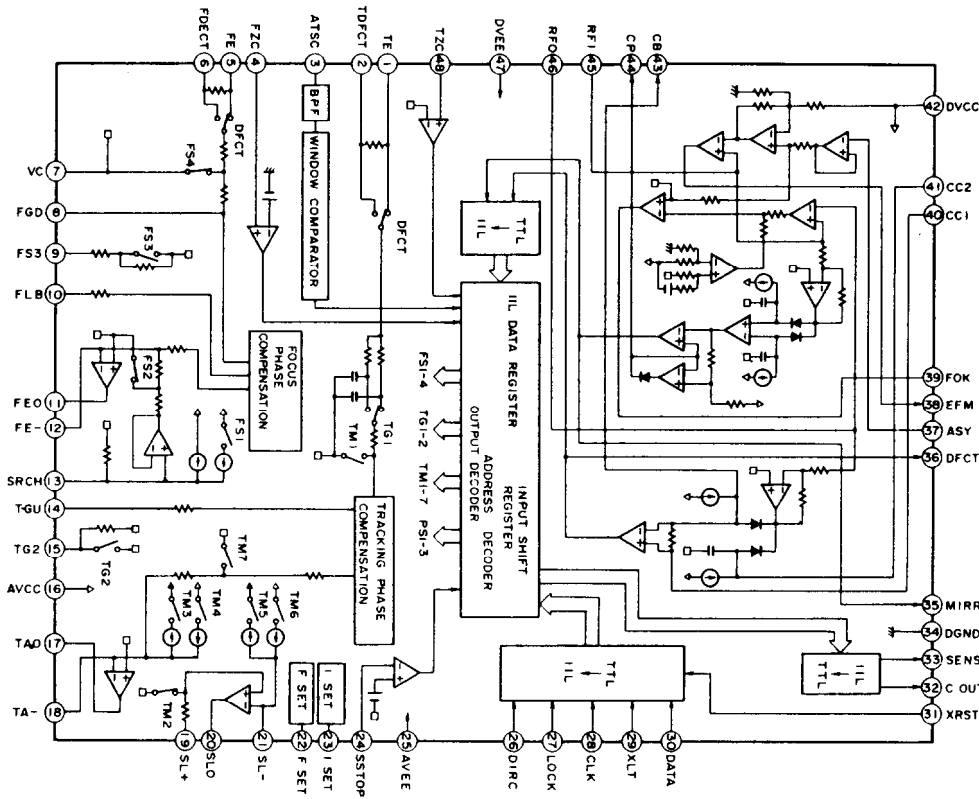 FDECT 6
FE 5
FZC 4
ATSC 3
TDFCT 2
TE 1
TZC 48
DVEE 47
RFO 46
RFI 45
CP 44
CB 43
42 DVCC
41 CC2
40 CC1
39 FOK
38 EFM
37 ASY
36 DFCT
35 MIRR
34 DGND
33 SENS
32 C OUT
31 XRST
VC 7
FGD 8
FS3 9
FLB 10
FEO 11
FE- 12
SRCH 13
TGU 14
TG2 15
AVCC 16
TAO 17
TA- 18
19 SL+
20 SLO
21 SL-
22 F SET
23 I SET
24 SSTOP
25 AVEE
26 DIRC
27 LOCK
28 CLK
29 XLT
30 DATA
DFCT
FS4
FS3
BPF
WINDOW COMPARATOR
DFCT
IIL
TTL
FOCUS
PHASE
COMPENSATION
FS2
FS1
TG1
TM1
TRACKING PHASE
COMPENSATION
IIL DATA REGISTER
OUTPUT DECODER
INPUT SHIFT
REGISTER
ADDRESS DECODER
FS1-4
TG1-2
TM1-7
PS1-3
TG2
TM7
TM3
TM4
TM5
TM6
TM2
F SET
I SET
IIL
TTL
TTL
IIL